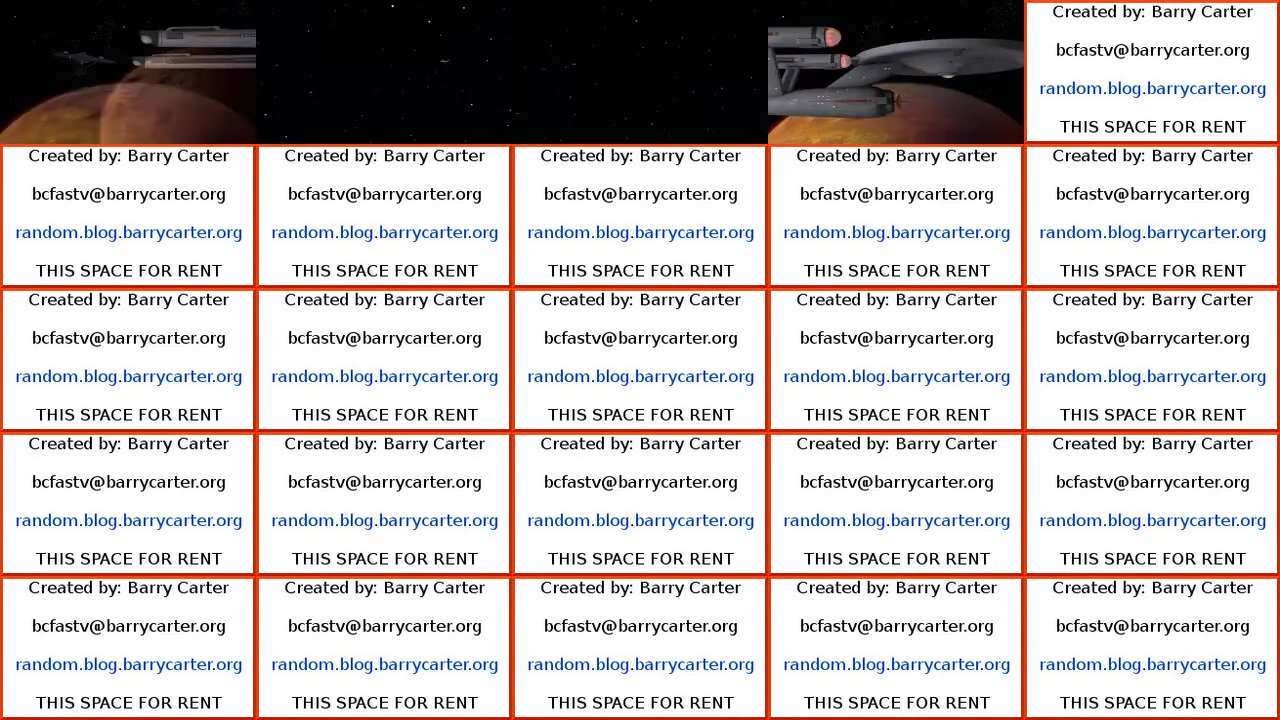 Created by: Barry Carter
bcfastv@barrycarter.org
random.blog.barrycarter.org
THIS SPACE FOR RENT
Created by: Barry Carter
bcfastv@barrycarter.org
random.blog.barrycarter.org
THIS SPACE FOR RENT
Created by: Barry Carter
bcfastv@barrycarter.org
random.blog.barrycarter.org
THIS SPACE FOR RENT
Created by: Barry Carter
bcfastv@barrycarter.org
random.blog.barrycarter.org
THIS SPACE FOR RENT
Created by: Barry Carter
bcfastv@barrycarter.org
random.blog.barrycarter.org
THIS SPACE FOR RENT
Created by: Barry Carter
bcfastv@barrycarter.org
random.blog.barrycarter.org
THIS SPACE FOR RENT
Created by: Barry Carter
bcfastv@barrycarter.org
random.blog.barrycarter.org
THIS SPACE FOR RENT
Created by: Barry Carter
bcfastv@barrycarter.org
random.blog.barrycarter.org
THIS SPACE FOR RENT
Created by: Barry Carter
bcfastv@barrycarter.org
random.blog.barrycarter.org
THIS SPACE FOR RENT
Created by: Barry Carter
bcfastv@barrycarter.org
random.blog.barrycarter.org
THIS SPACE FOR RENT
Created by: Barry Carter
bcfastv@barrycarter.org
random.blog.barrycarter.org
THIS SPACE FOR RENT
Created by: Barry Carter
bcfastv@barrycarter.org
random.blog.barrycarter.org
THIS SPACE FOR RENT
Created by: Barry Carter
bcfastv@barrycarter.org
random.blog.barrycarter.org
THIS SPACE FOR RENT
Created by: Barry Carter
bcfastv@barrycarter.org
random.blog.barrycarter.org
THIS SPACE FOR RENT
Created by: Barry Carter
bcfastv@barrycarter.org
random.blog.barrycarter.org
THIS SPACE FOR RENT
Created by: Barry Carter
bcfastv@barrycarter.org
random.blog.barrycarter.org
THIS SPACE FOR RENT
Created by: Barry Carter
bcfastv@barrycarter.org
random.blog.barrycarter.org
THIS SPACE FOR RENT
Created by: Barry Carter
bcfastv@barrycarter.org
random.blog.barrycarter.org
THIS SPACE FOR RENT
Created by: Barry Carter
bcfastv@barrycarter.org
random.blog.barrycarter.org
THIS SPACE FOR RENT
Created by: Barry Carter
bcfastv@barrycarter.org
random.blog.barrycarter.org
THIS SPACE FOR RENT
Created by: Barry Carter
bcfastv@barrycarter.org
random.blog.barrycarter.org
THIS SPACE FOR RENT